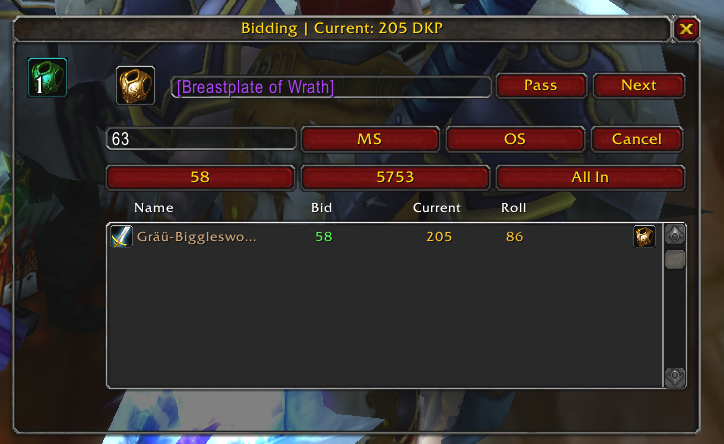 Bidding | Current: 205 DKP
1
[Breastplate of Wrath] Pass Next
63 MS OS Cancel
58 5753 All In
Name Bid Current Roll
Gräü-Biggleswo... 58 205 86